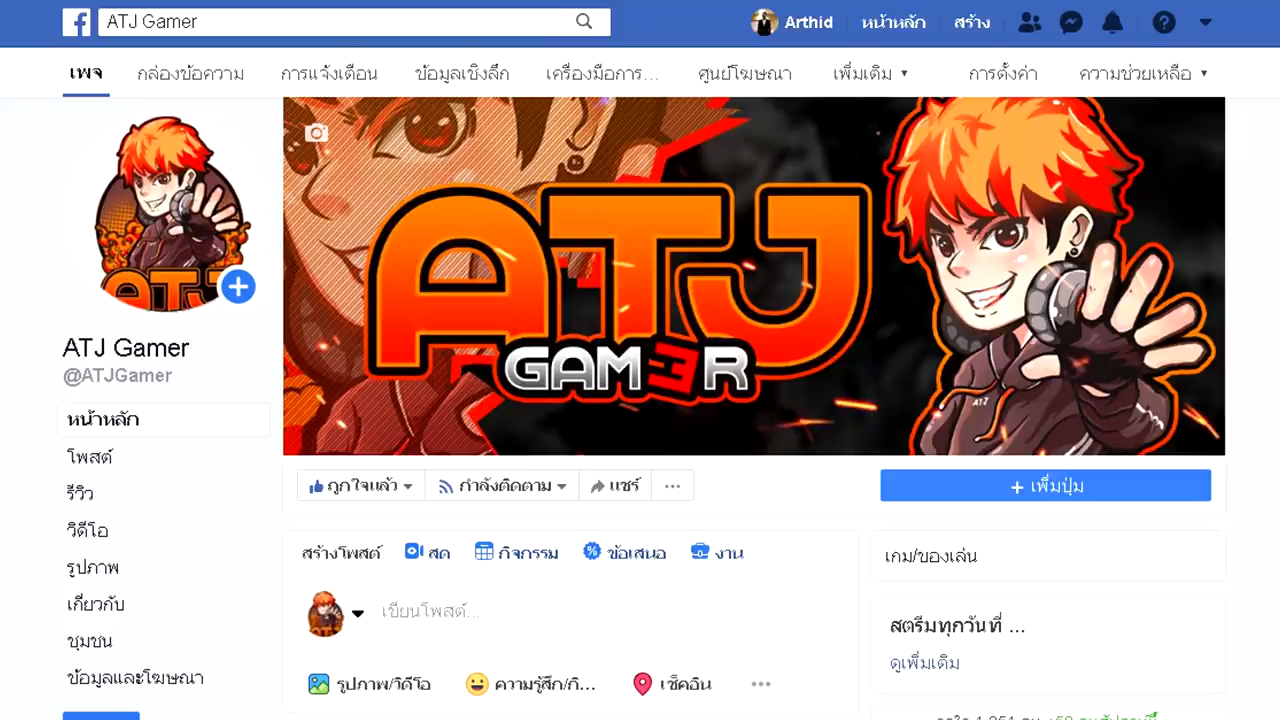 ATJ Gamer
Arthid หน้าหลัก สร้าง
เพจ กล่องข้อความ การแจ้งเตือน ข้อมูลเชิงลึก เครื่องมือการ... ศูนย์โฆษณา เพิ่มเติม การตั้งค่า ความช่วยเหลือ
ATJ
GAMER
ATJ
ATJ
ATJ Gamer
@ATJGamer
หน้าหลัก
โพสต์
รีวิว
วิดีโอ
รูปภาพ
เกี่ยวกับ
ชุมชน
ข้อมูลและโฆษณา
ถูกใจแล้ว กำลังติดตาม แชร์ ...
+ เพิ่มปุ่ม
สร้างโพสต์ สด กิจกรรม ข้อเสนอ งาน
เขียนโพสต์...
รูปภาพ/วิดีโอ ความรู้สึก/กิ... เช็คอิน
เกม/ของเล่น
สตรีมทุกวันที่ ...
ดูเพิ่มเติม